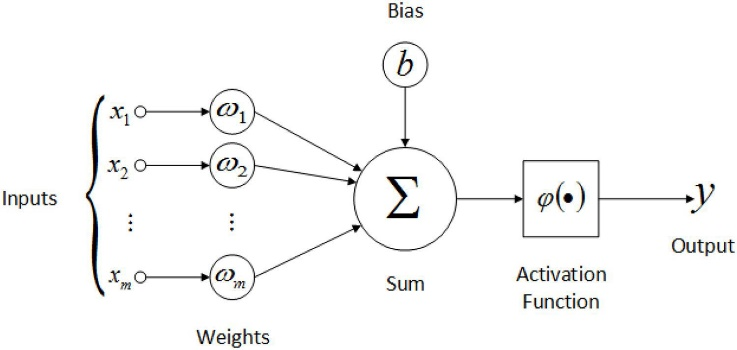 Bias
b
x₁ ω₁
x₂ ω₂
Inputs ⋮ ⋮ Σ φ(•) y
Output
xₘ ωₘ Sum Activation
Function
Weights